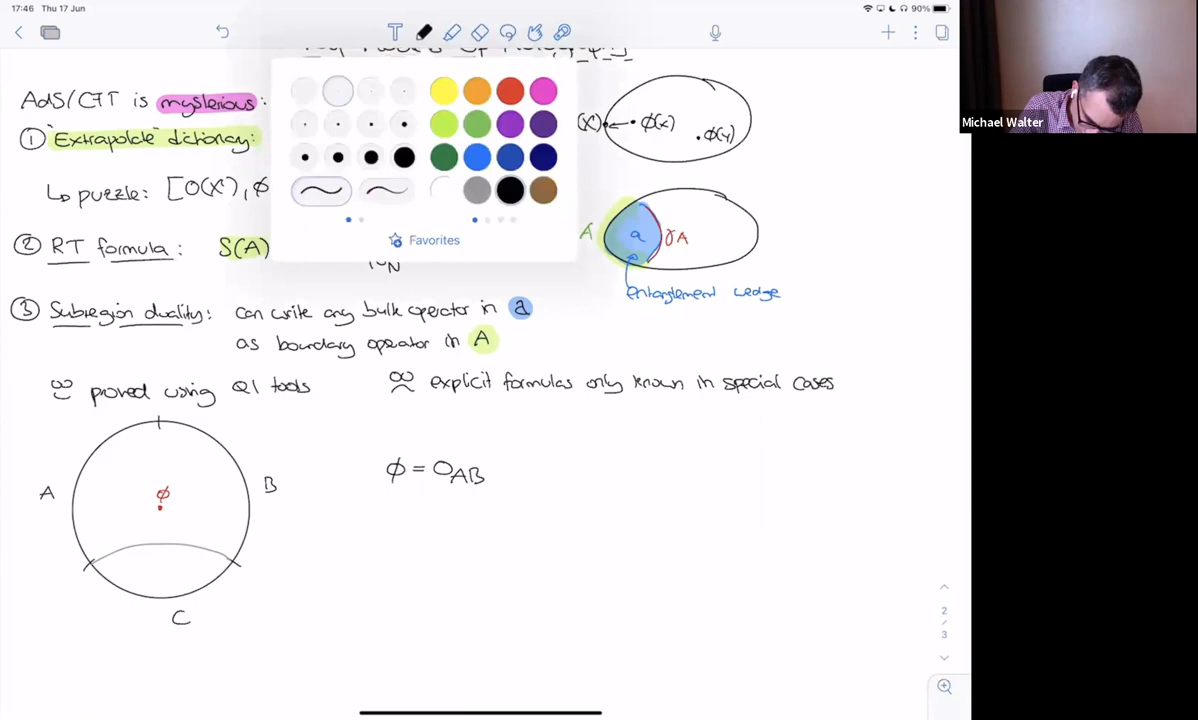 17:46 Thu 17 Jun
90%
AdS/CFT is mysterious:
① "Extrapolate" dictionary:
(x) ϕ(x) ϕ(y)
↳ puzzle: [O(X), ϕ
② RT formula: S(A)
A a γA
entanglement wedge
Favorites
③ Subregion duality: can write any bulk operator in a
as boundary operator in A
proved using QI tools
explicit formulas only known in special cases
A ϕ B
ϕ = O_AB
C
2
/
3
Michael Walter